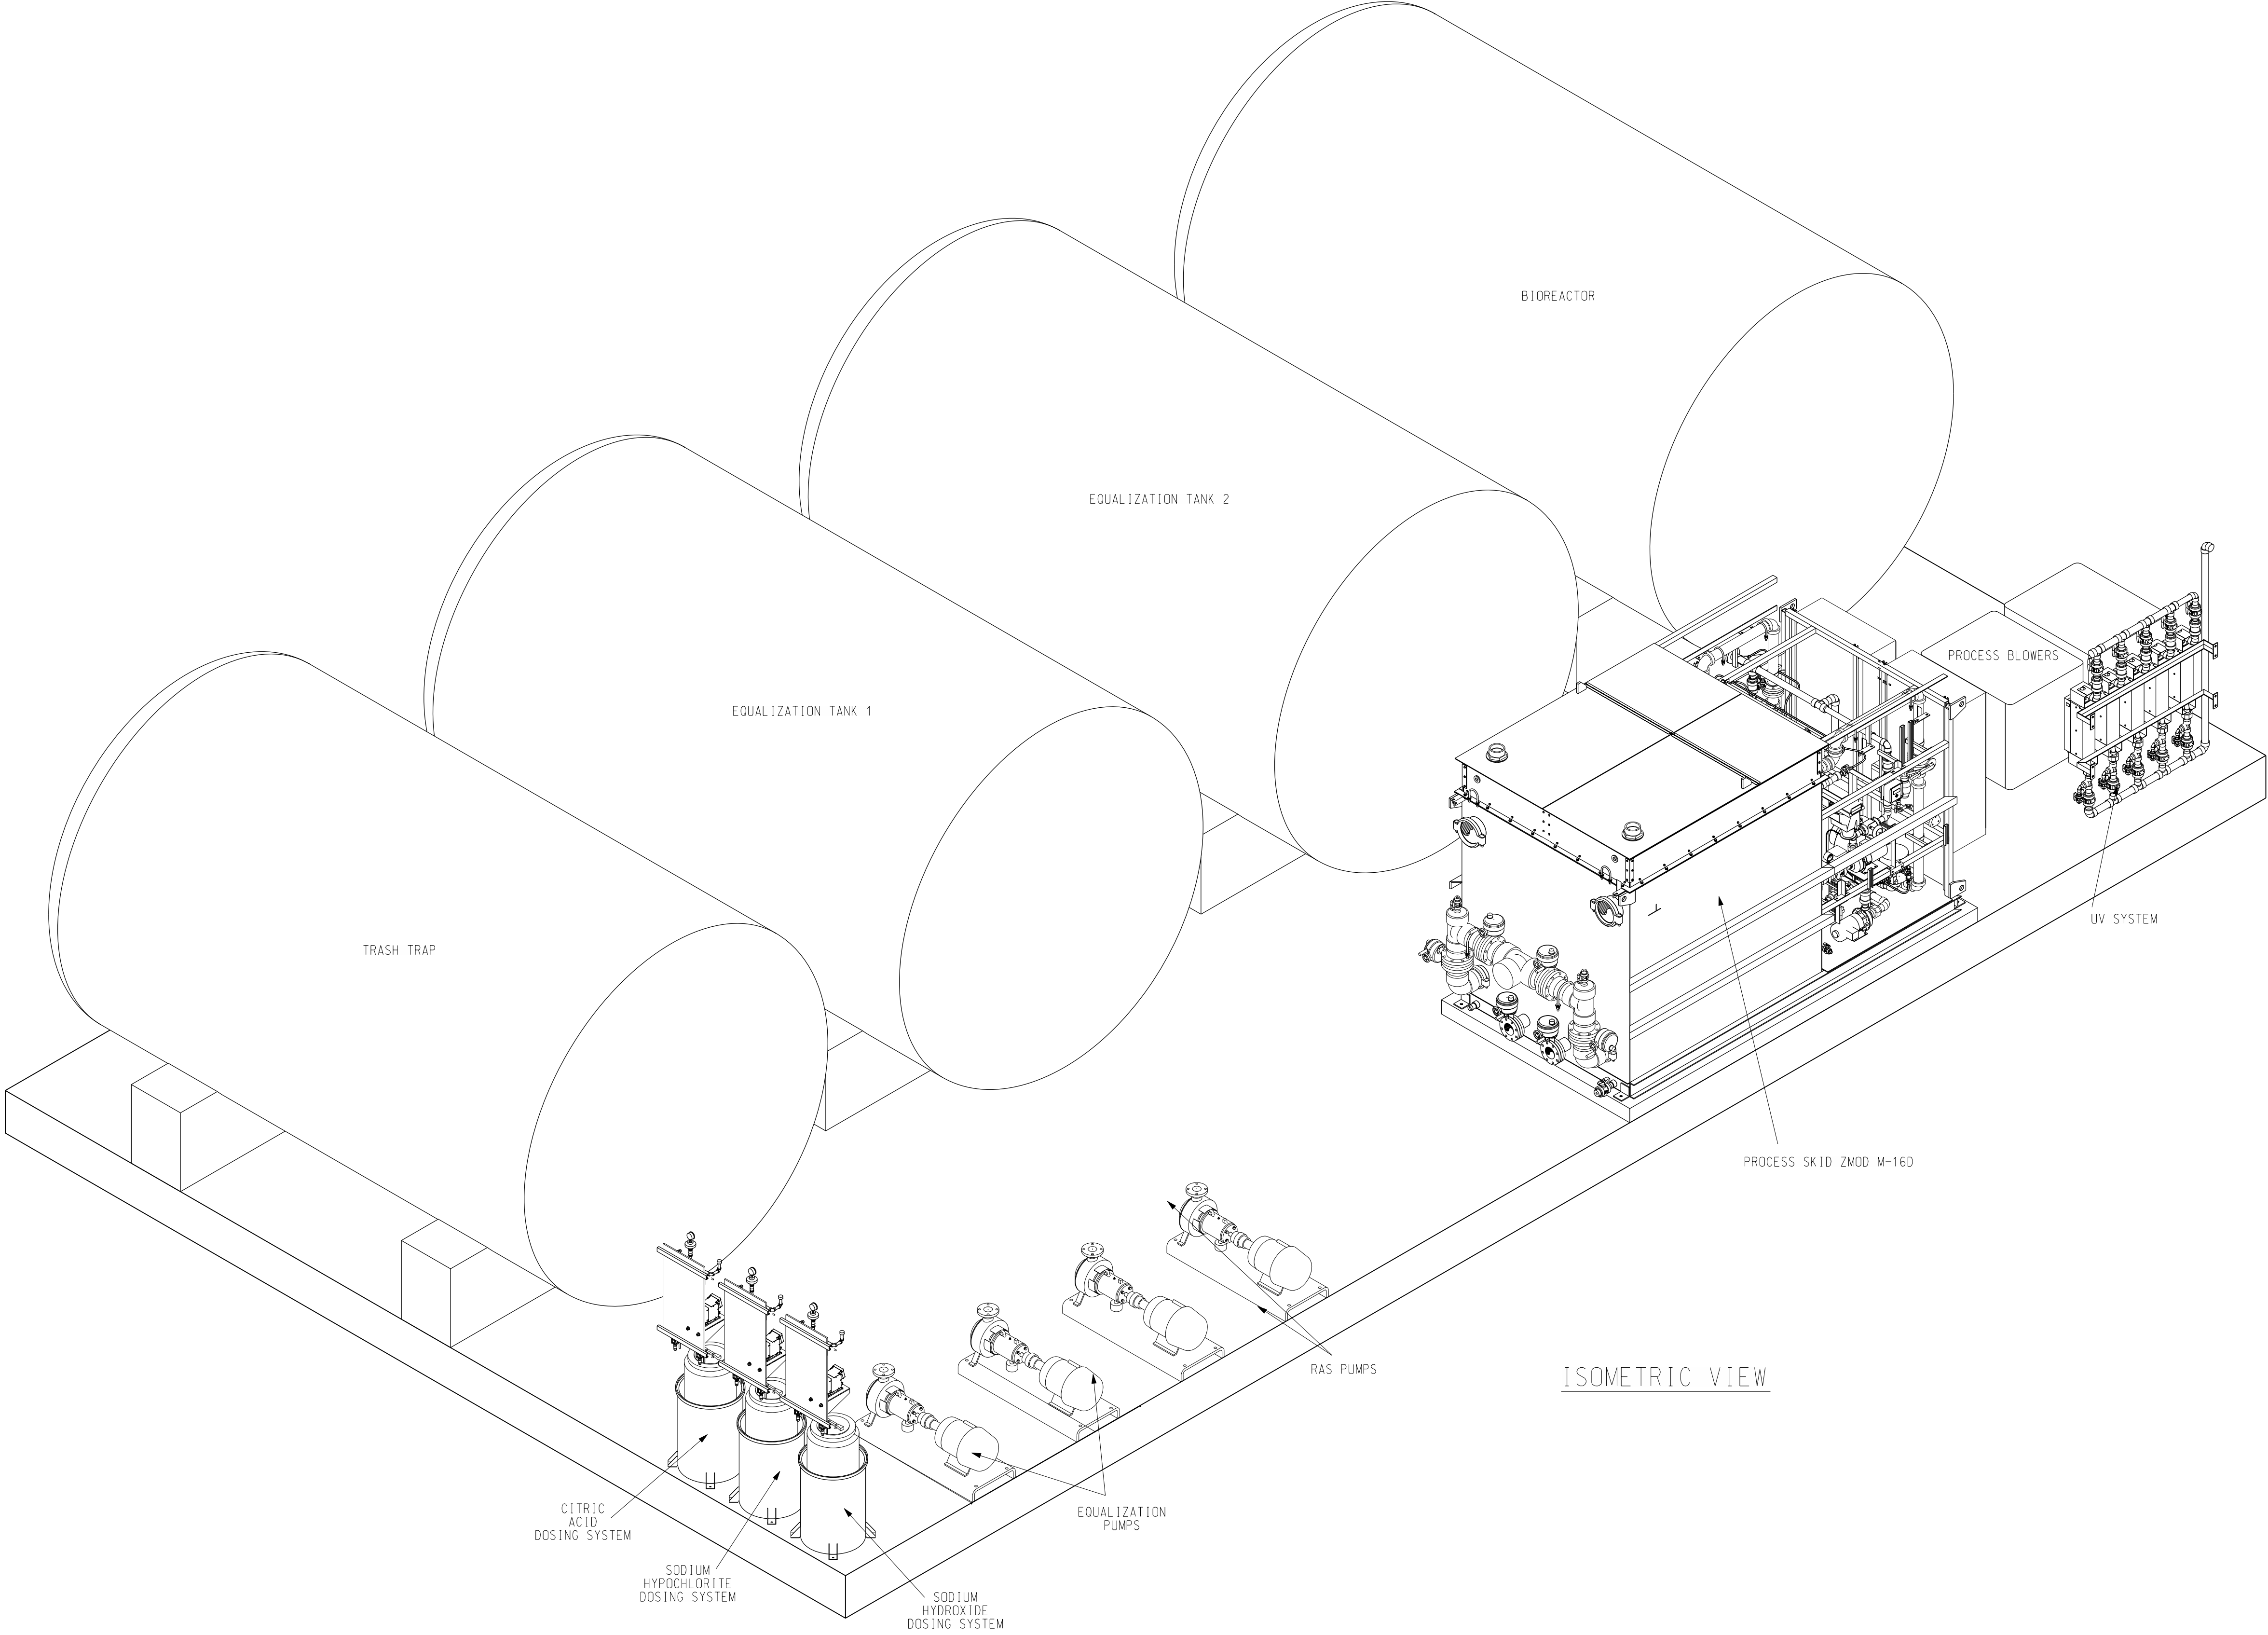 BIOREACTOR
EQUALIZATION TANK 2
PROCESS BLOWERS
EQUALIZATION TANK 1
UV SYSTEM
TRASH TRAP
PROCESS SKID ZMOD M-16D
RAS PUMPS
ISOMETRIC VIEW
EQUALIZATION
PUMPS
CITRIC
ACID
DOSING SYSTEM
SODIUM
HYPOCHLORITE
DOSING SYSTEM
SODIUM
HYDROXIDE
DOSING SYSTEM